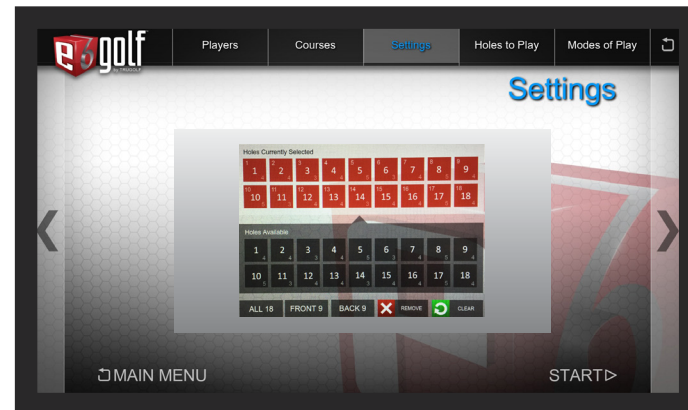 e6golf
by TRUGOLF
Players
Courses
Settings
Holes to Play
Modes of Play
Settings
Holes Currently Selected
1 2 3 4 5 6 7 8 9
10 11 12 13 14 15 16 17 18
Holes Available
1 2 3 4 5 6 7 8 9
10 11 12 13 14 15 16 17 18
ALL 18
FRONT 9
BACK 9
REMOVE
CLEAR
MAIN MENU
START